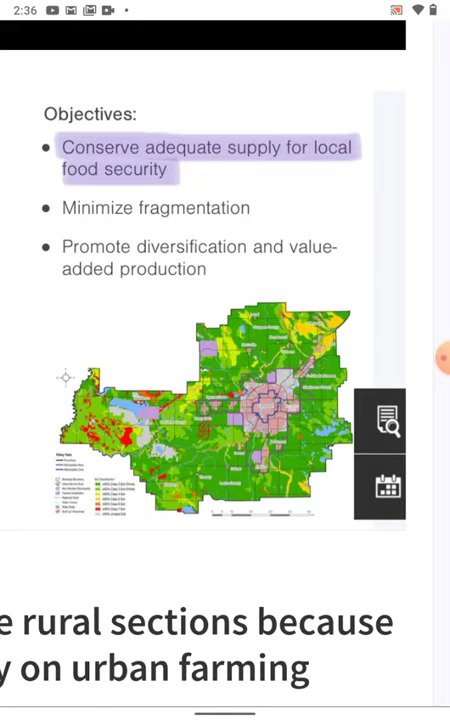 2:36
Objectives:
• Conserve adequate supply for local
food security
• Minimize fragmentation
• Promote diversification and value-
added production
e rural sections because
y on urban farming